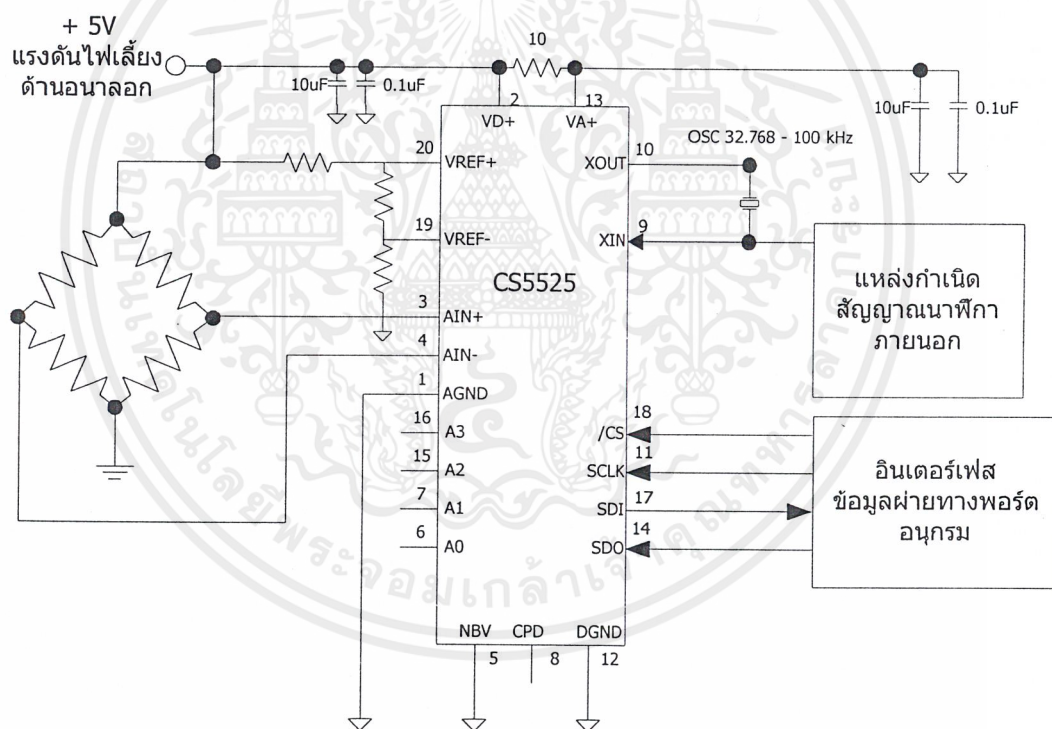 + 5V
แรงดันไฟเลี้ยง
ด้านอนาลอก
10
10uF
0.1uF
10uF
0.1uF
2
13
VD+
VA+
OSC 32.768 - 100 kHz
20
VREF+
XOUT
10
19
VREF-
XIN
9
CS5525
แหล่งกำเนิด
สัญญาณนาฬิกา
ภายนอก
3
AIN+
4
AIN-
1
AGND
16
A3
15
A2
7
A1
6
A0
18
/CS
11
SCLK
17
SDI
14
SDO
อินเตอร์เฟส
ข้อมูลผ่ายทางพอร์ต
อนุกรม
NBV
CPD
DGND
5
8
12